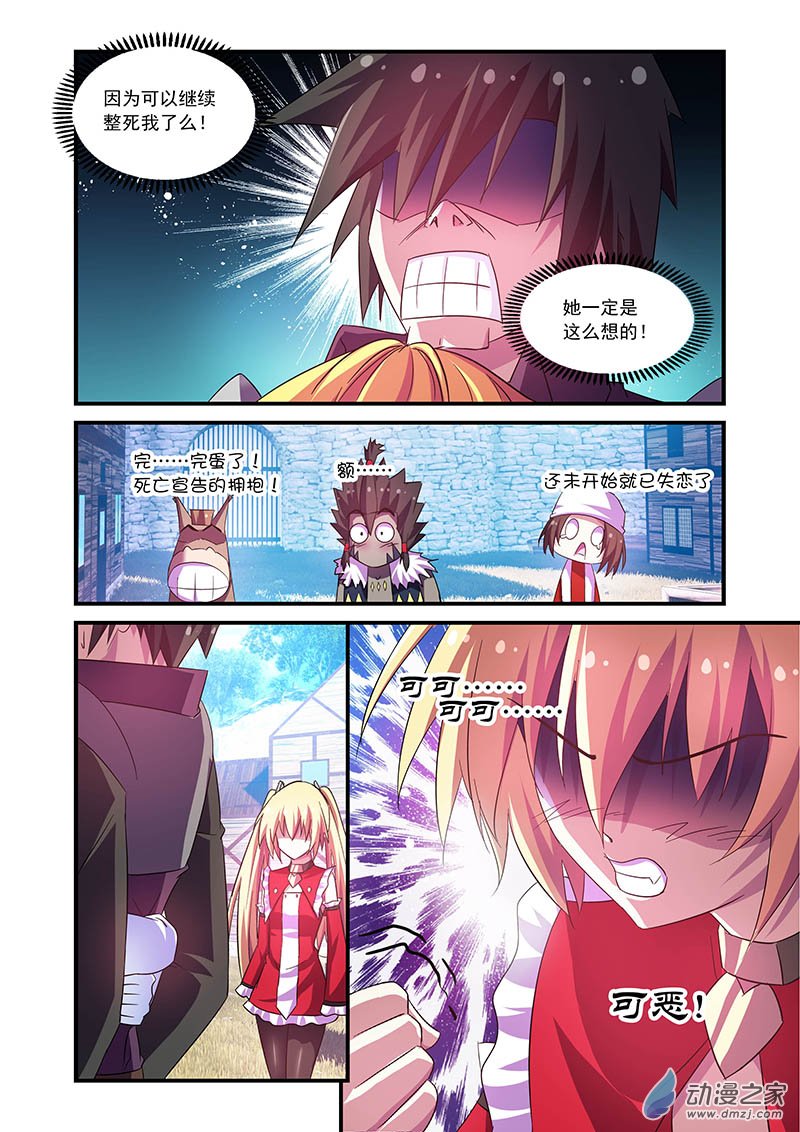 因为可以继续
整死我了么！
她一定是
这么想的！
完……完蛋了！
死亡宣告的拥抱！
额……
还未开始就已失恋了
可可……
可可……
可恶！
动漫之家
www.dmzj.com